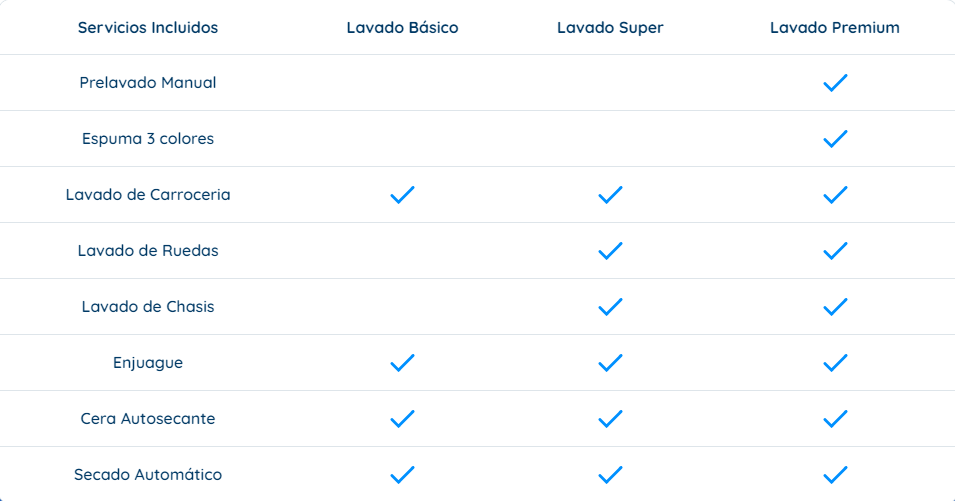 Servicios Incluidos Lavado Básico Lavado Super Lavado Premium
Prelavado Manual
Espuma 3 colores
Lavado de Carroceria
Lavado de Ruedas
Lavado de Chasis
Enjuague
Cera Autosecante
Secado Automático